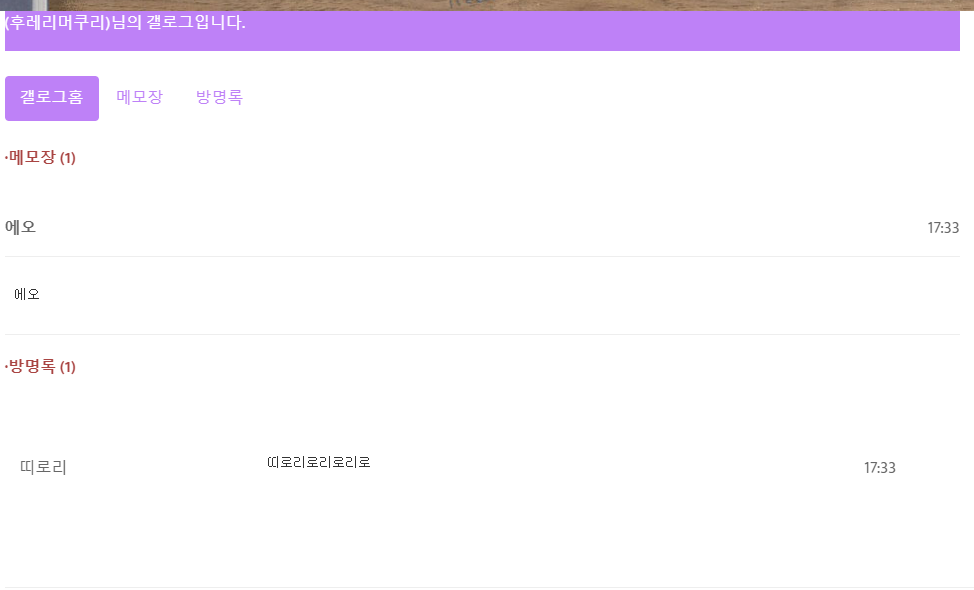 (후레리머쿠리)님의 갤로그입니다.
갤로그홈 메모장 방명록
·메모장 (1)
에오 17:33
에오
·방명록 (1)
띠로리 띠로리로리로리로 17:33